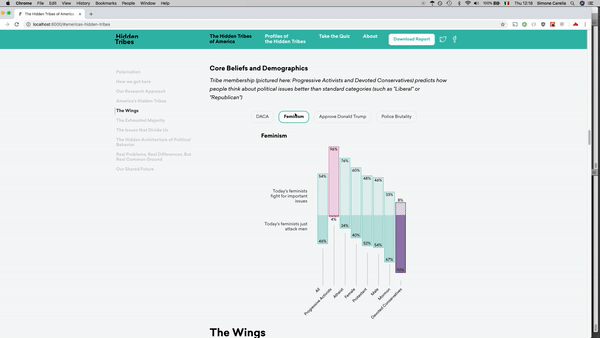 Chrome File Edit View History Bookmarks People Window Help
100% Thu 12:18 Simone Carella
The Hidden Tribes of America
localhost:8000/#americas-hidden-tribes
Hidden
Tribes
The Hidden Tribes
of America
Profiles of
the Hidden Tribes
Take the Quiz
About
Download Report
Polarization
How we got here
Our Research Approach
America's Hidden Tribes
The Wings
The Exhausted Majority
The Issues that Divide Us
The Hidden Architecture of Political
Behavior
Real Problems, Real Differences, But
Real Common Ground
Our Shared Future
Core Beliefs and Demographics
Tribe membership (pictured here: Progressive Activists and Devoted Conservatives) predicts how
people think about political issues better than standard categories (such as "Liberal" or
"Republican")
DACA
Feminism
Approve Donald Trump
Police Brutality
Feminism
Today's feminists
fight for important
issues
Today's feminists just
attack men
54%
96%
76%
60%
48%
46%
33%
8%
46%
4%
24%
40%
52%
54%
67%
All
Progressive Activists
Atheist
Female
Protestant
Male
Mormon
Devoted Conservatives
The Wings